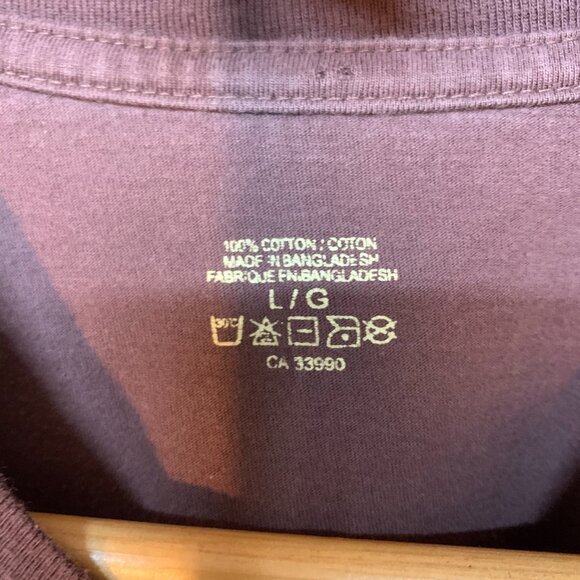 100% COTTON / COTON
MADE IN BANGLADESH
FABRIQUE EN BANGLADESH
L / G
30°C
CA 33990